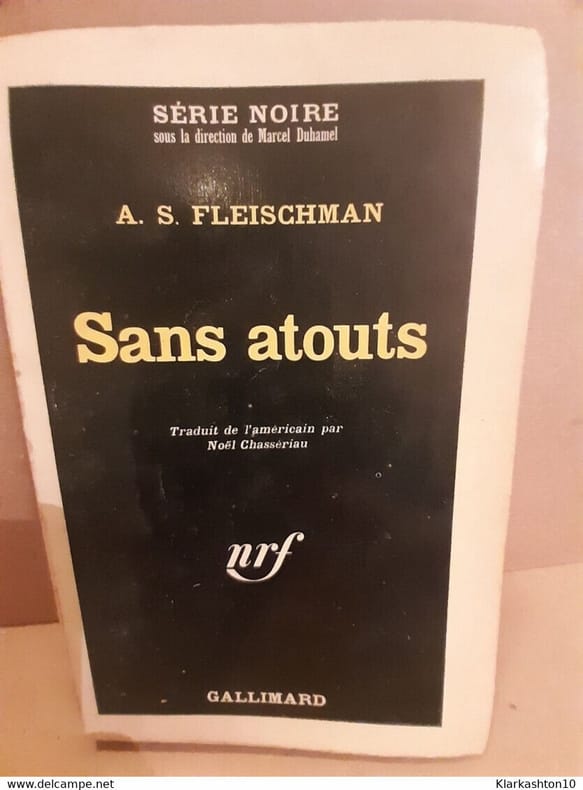 SÉRIE NOIRE
sous la direction de Marcel Duhamel
A. S. FLEISCHMAN
Sans atouts
Traduit de l'américain par
Noël Chassériau
nrf
GALLIMARD
www.delcampe.net
Klarkashton10